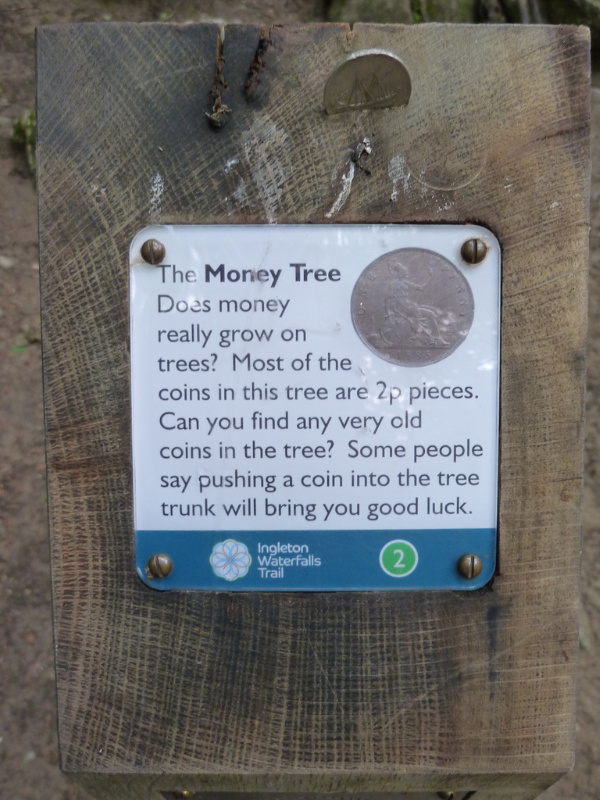 The Money Tree
Does money
really grow on
trees? Most of the
coins in this tree are 2p pieces.
Can you find any very old
coins in the tree? Some people
say pushing a coin into the tree
trunk will bring you good luck.
Ingleton
Waterfalls
Trail
2